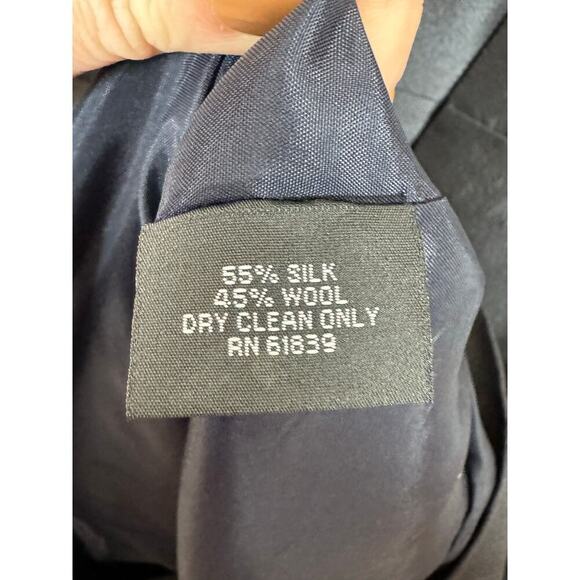 55% SILK
45% WOOL
DRY CLEAN ONLY
RN 61839